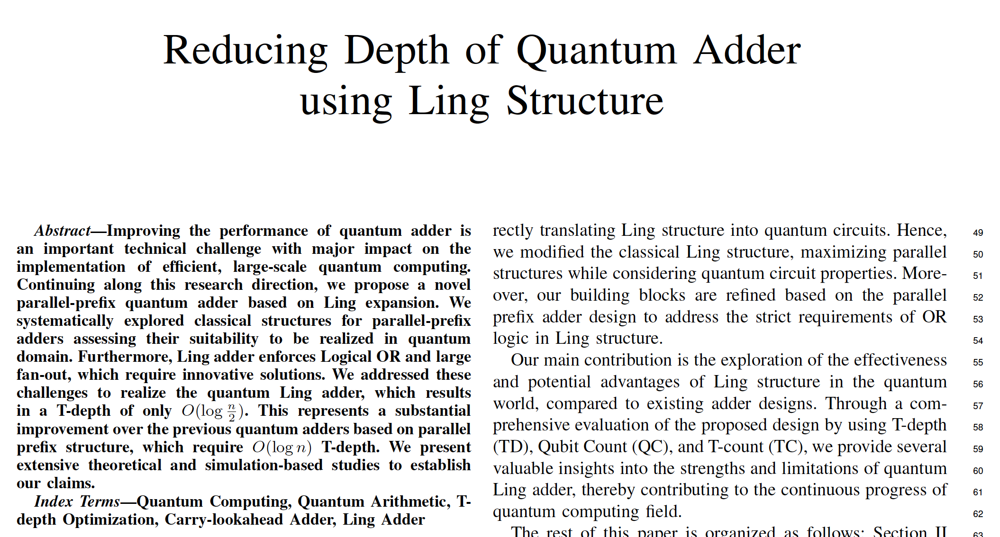 Reducing Depth of Quantum Adder
using Ling Structure
Abstract—Improving the performance of quantum adder is
an important technical challenge with major impact on the
implementation of efficient, large-scale quantum computing.
Continuing along this research direction, we propose a novel
parallel-prefix quantum adder based on Ling expansion. We
systematically explored classical structures for parallel-prefix
adders assessing their suitability to be realized in quantum
domain. Furthermore, Ling adder enforces Logical OR and large
fan-out, which require innovative solutions. We addressed these
challenges to realize the quantum Ling adder, which results
in a T-depth of only O(log n/2). This represents a substantial
improvement over the previous quantum adders based on parallel
prefix structure, which require O(log n) T-depth. We present
extensive theoretical and simulation-based studies to establish
our claims.
Index Terms—Quantum Computing, Quantum Arithmetic, T-
depth Optimization, Carry-lookahead Adder, Ling Adder
rectly translating Ling structure into quantum circuits. Hence, 49
we modified the classical Ling structure, maximizing parallel 50
structures while considering quantum circuit properties. More- 51
over, our building blocks are refined based on the parallel 52
prefix adder design to address the strict requirements of OR 53
logic in Ling structure. 54
Our main contribution is the exploration of the effectiveness 55
and potential advantages of Ling structure in the quantum 56
world, compared to existing adder designs. Through a com- 57
prehensive evaluation of the proposed design by using T-depth 58
(TD), Qubit Count (QC), and T-count (TC), we provide several 59
valuable insights into the strengths and limitations of quantum 60
Ling adder, thereby contributing to the continuous progress of 61
quantum computing field. 62
The rest of this paper is organized as follows: Section II 63